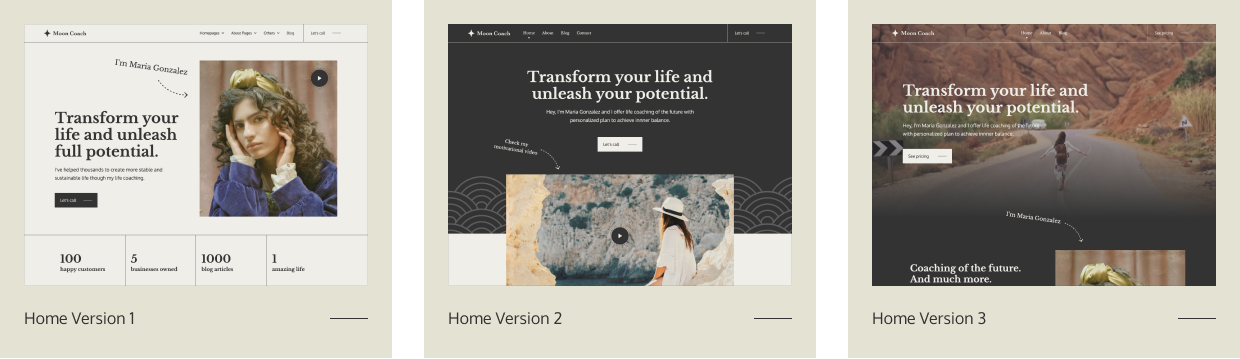 Moon Coach
Homepages About Pages Others Blog
Let's call
I'm Maria Gonzalez
Transform your
life and unleash
full potential.
I've helped thousands to create more stable and
sustainable life though my life coaching.
Let's call
100
happy customers
5
businesses owned
1000
blog articles
1
amazing life
Home Version 1
Moon Coach
Home About Blog Contact
Let's call
Transform your life and
unleash your potential.
Hey, I'm Maria Gonzalez and I offer life coaching of the future with
personalized plan to achieve innner balance.
Let's call
Check my
motivational video
Home Version 2
Moon Coach
Home About Blog
See pricing
Transform your life and
unleash your potential.
Hey, I'm Maria Gonzalez and I offer life coaching of the future
with personalized plan to achieve innner balance.
See pricing
I'm Maria Gonzalez
Coaching of the future.
And much more.
Home Version 3